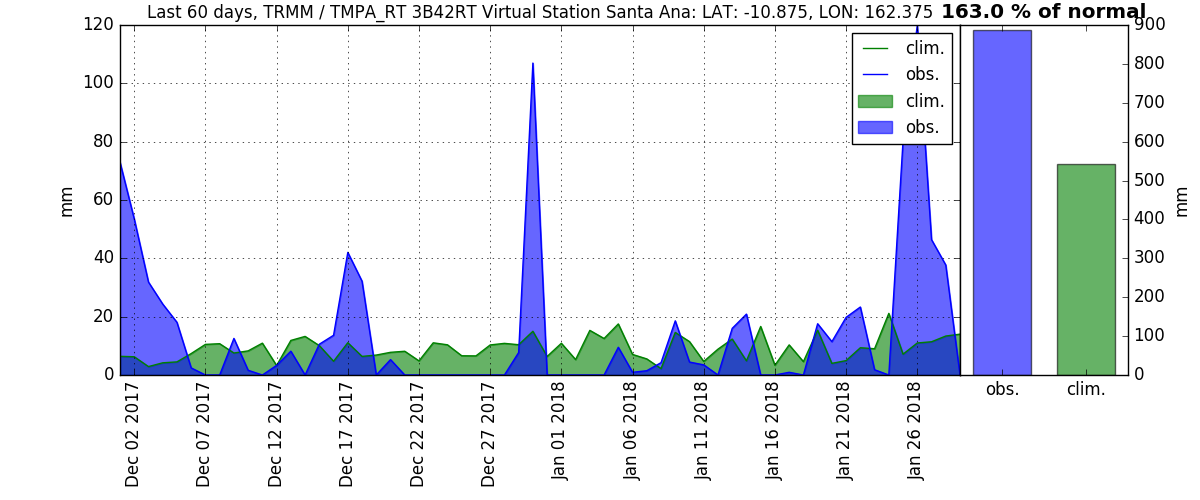 Last 60 days, TRMM / TMPA_RT 3B42RT Virtual Station Santa Ana: LAT: -10.875, LON: 162.375 163.0 % of normal
120
100
80
60
40
20
0
mm
clim.
obs.
clim.
obs.
900
800
700
600
500
400
300
200
100
0
mm
Dec 02 2017
Dec 07 2017
Dec 12 2017
Dec 17 2017
Dec 22 2017
Dec 27 2017
Jan 01 2018
Jan 06 2018
Jan 11 2018
Jan 16 2018
Jan 21 2018
Jan 26 2018
obs.
clim.